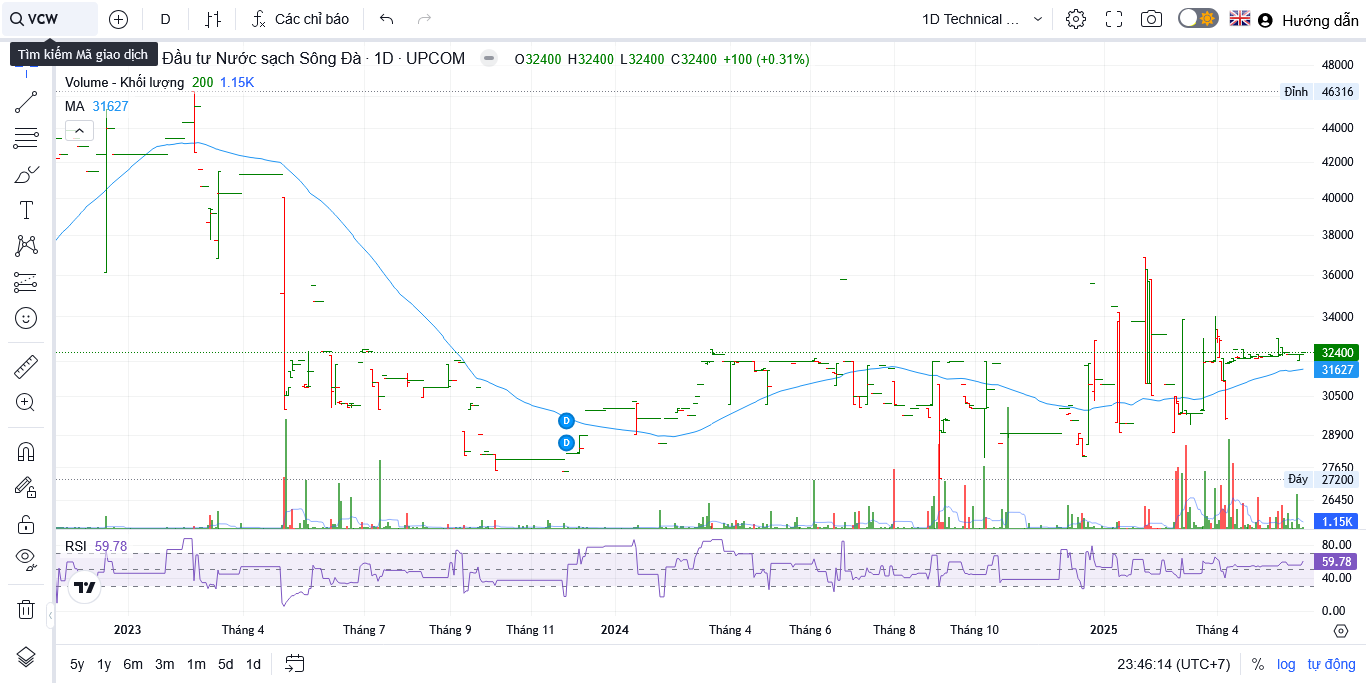 VCW
D
Các chỉ báo
1D Technical ...
Hướng dẫn
Tìm kiếm Mã giao dịch
Đầu tư Nước sạch Sông Đà · 1D · UPCOM
O32400 H32400 L32400 C32400 +100 (+0.31%)
Volume - Khối lượng 200 1.15K
MA 31627
48000
Đỉnh 46316
44000
42000
40000
38000
36000
34000
32400
31627
30500
28900
27650
Đáy 27200
26450
1.15K
D
D
RSI 59.78
80.00
59.78
40.00
0.00
2023 Tháng 4 Tháng 7 Tháng 9 Tháng 11 2024 Tháng 4 Tháng 6 Tháng 8 Tháng 10 2025 Tháng 4
5y 1y 6m 3m 1m 5d 1d
23:46:14 (UTC+7) % log tự động